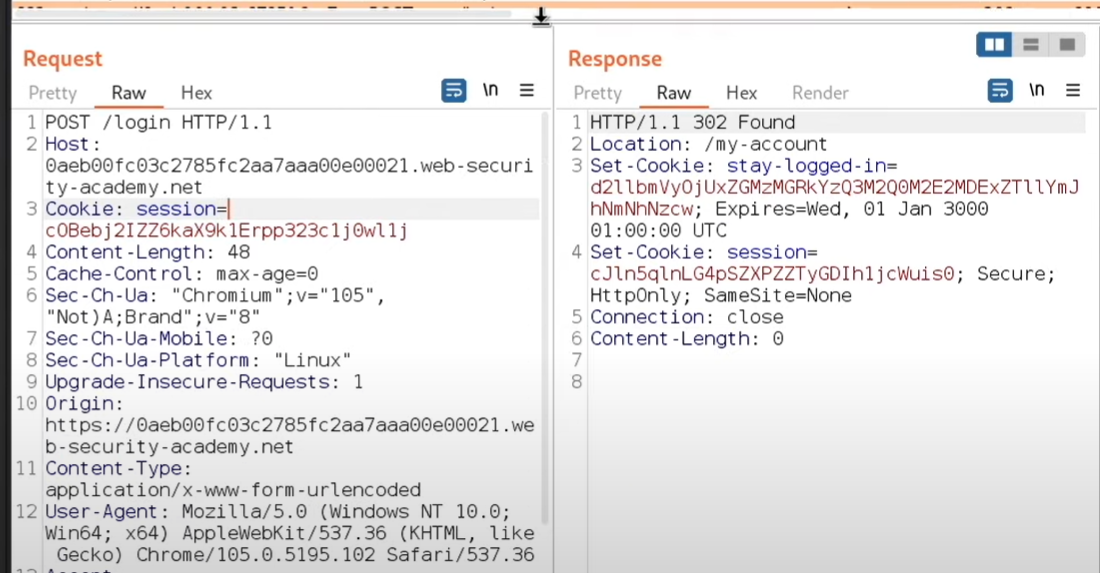 Request
Pretty Raw Hex \n
1 POST /login HTTP/1.1
2 Host:
0aeb00fc03c2785fc2aa7aaa00e00021.web-securi
ty-academy.net
3 Cookie: session=
cOBebj2IZZ6kaX9k1Erpp323c1j0wl1j
4 Content-Length: 48
5 Cache-Control: max-age=0
6 Sec-Ch-Ua: "Chromium";v="105",
"Not)A;Brand";v="8"
7 Sec-Ch-Ua-Mobile: ?0
8 Sec-Ch-Ua-Platform: "Linux"
9 Upgrade-Insecure-Requests: 1
10 Origin:
https://0aeb00fc03c2785fc2aa7aaa00e00021.we
b-security-academy.net
11 Content-Type:
application/x-www-form-urlencoded
12 User-Agent: Mozilla/5.0 (Windows NT 10.0;
Win64; x64) AppleWebKit/537.36 (KHTML, like
Gecko) Chrome/105.0.5195.102 Safari/537.36
Response
Pretty Raw Hex Render \n
1 HTTP/1.1 302 Found
2 Location: /my-account
3 Set-Cookie: stay-logged-in=
d2llbmVyOjUxZGMzMGRkYzQ3M2Q0M2E2MDExZTllYmJ
hNmNhNzcw; Expires=Wed, 01 Jan 3000
01:00:00 UTC
4 Set-Cookie: session=
cJln5qlnLG4pSZXPZZTyGDIh1jcWuis0; Secure;
HttpOnly; SameSite=None
5 Connection: close
6 Content-Length: 0
7
8